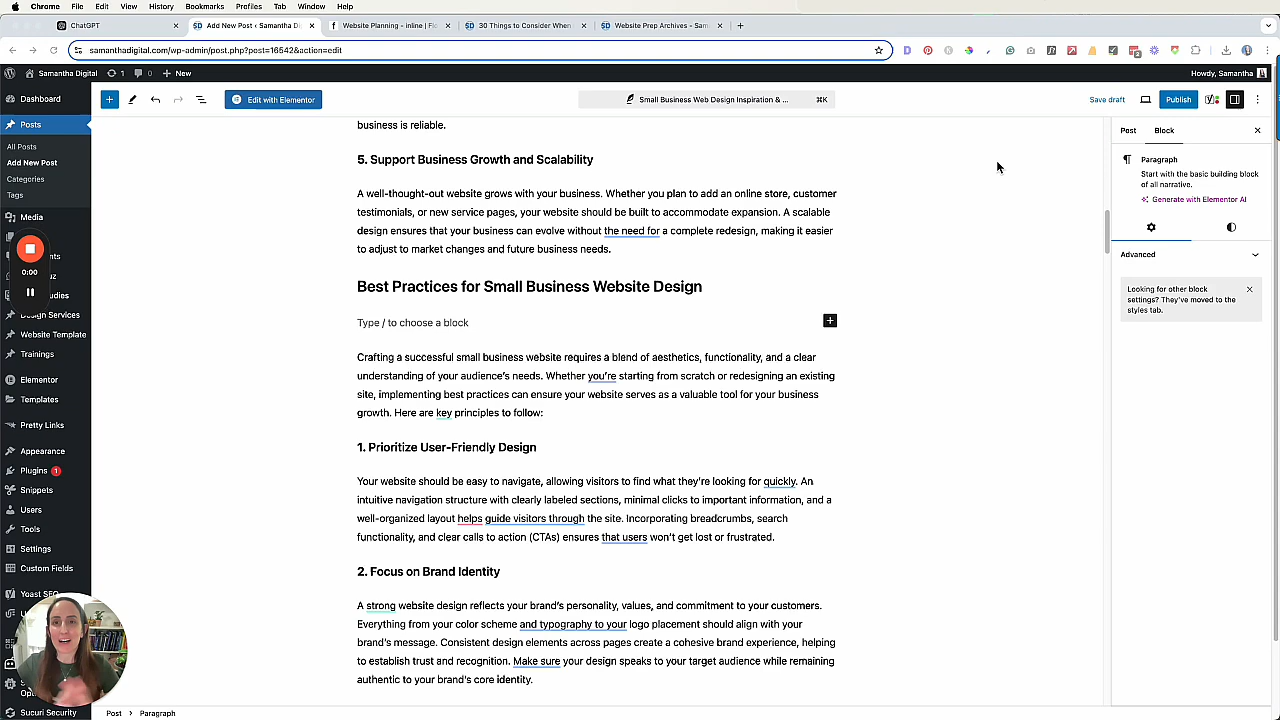 Chrome File Edit View History Bookmarks Profiles Tab Window Help
ChatGPT
Add New Post ‹ Samantha Di
Website Planning - inline | Flo
30 Things to Consider When
Website Prep Archives - Sam
samanthadigital.com/wp-admin/post.php?post=16542&action=edit
Samantha Digital 1 0 New
Howdy, Samantha
Dashboard
Posts
All Posts
Add New Post
Categories
Tags
Media
Design Services
Website Template
Trainings
Elementor
Templates
Pretty Links
Appearance
Plugins 1
Snippets
Users
Tools
Settings
Custom Fields
Yoast SEO
Sucuri Security
0:00
Edit with Elementor
Small Business Web Design Inspiration & ... ⌘K
Save draft
Publish
business is reliable.
5. Support Business Growth and Scalability
A well-thought-out website grows with your business. Whether you plan to add an online store, customer
testimonials, or new service pages, your website should be built to accommodate expansion. A scalable
design ensures that your business can evolve without the need for a complete redesign, making it easier
to adjust to market changes and future business needs.
Best Practices for Small Business Website Design
Type / to choose a block
Crafting a successful small business website requires a blend of aesthetics, functionality, and a clear
understanding of your audience’s needs. Whether you’re starting from scratch or redesigning an existing
site, implementing best practices can ensure your website serves as a valuable tool for your business
growth. Here are key principles to follow:
1. Prioritize User-Friendly Design
Your website should be easy to navigate, allowing visitors to find what they’re looking for quickly. An
intuitive navigation structure with clearly labeled sections, minimal clicks to important information, and a
well-organized layout helps guide visitors through the site. Incorporating breadcrumbs, search
functionality, and clear calls to action (CTAs) ensures that users won’t get lost or frustrated.
2. Focus on Brand Identity
A strong website design reflects your brand’s personality, values, and commitment to your customers.
Everything from your color scheme and typography to your logo placement should align with your
brand’s message. Consistent design elements across pages create a cohesive brand experience, helping
to establish trust and recognition. Make sure your design speaks to your target audience while remaining
authentic to your brand’s core identity.
Post Block
Paragraph
Start with the basic building block
of all narrative.
Generate with Elementor AI
Advanced
Looking for other block
settings? They've moved to the
styles tab.
Post › Paragraph